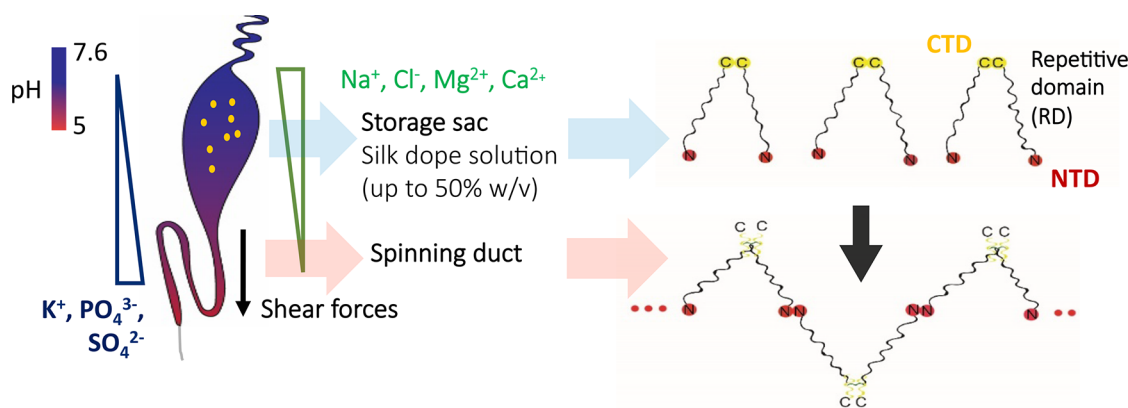 7.6
pH
5
Na⁺, Cl⁻, Mg²⁺, Ca²⁺
Storage sac
Silk dope solution
(up to 50% w/v)
Spinning duct
Shear forces
K⁺, PO₄³⁻,
SO₄²⁻
CTD
Repetitive
domain
(RD)
NTD
C C
C C
C C
N N
N N
N N
C C
C C
N N N N N N
C C